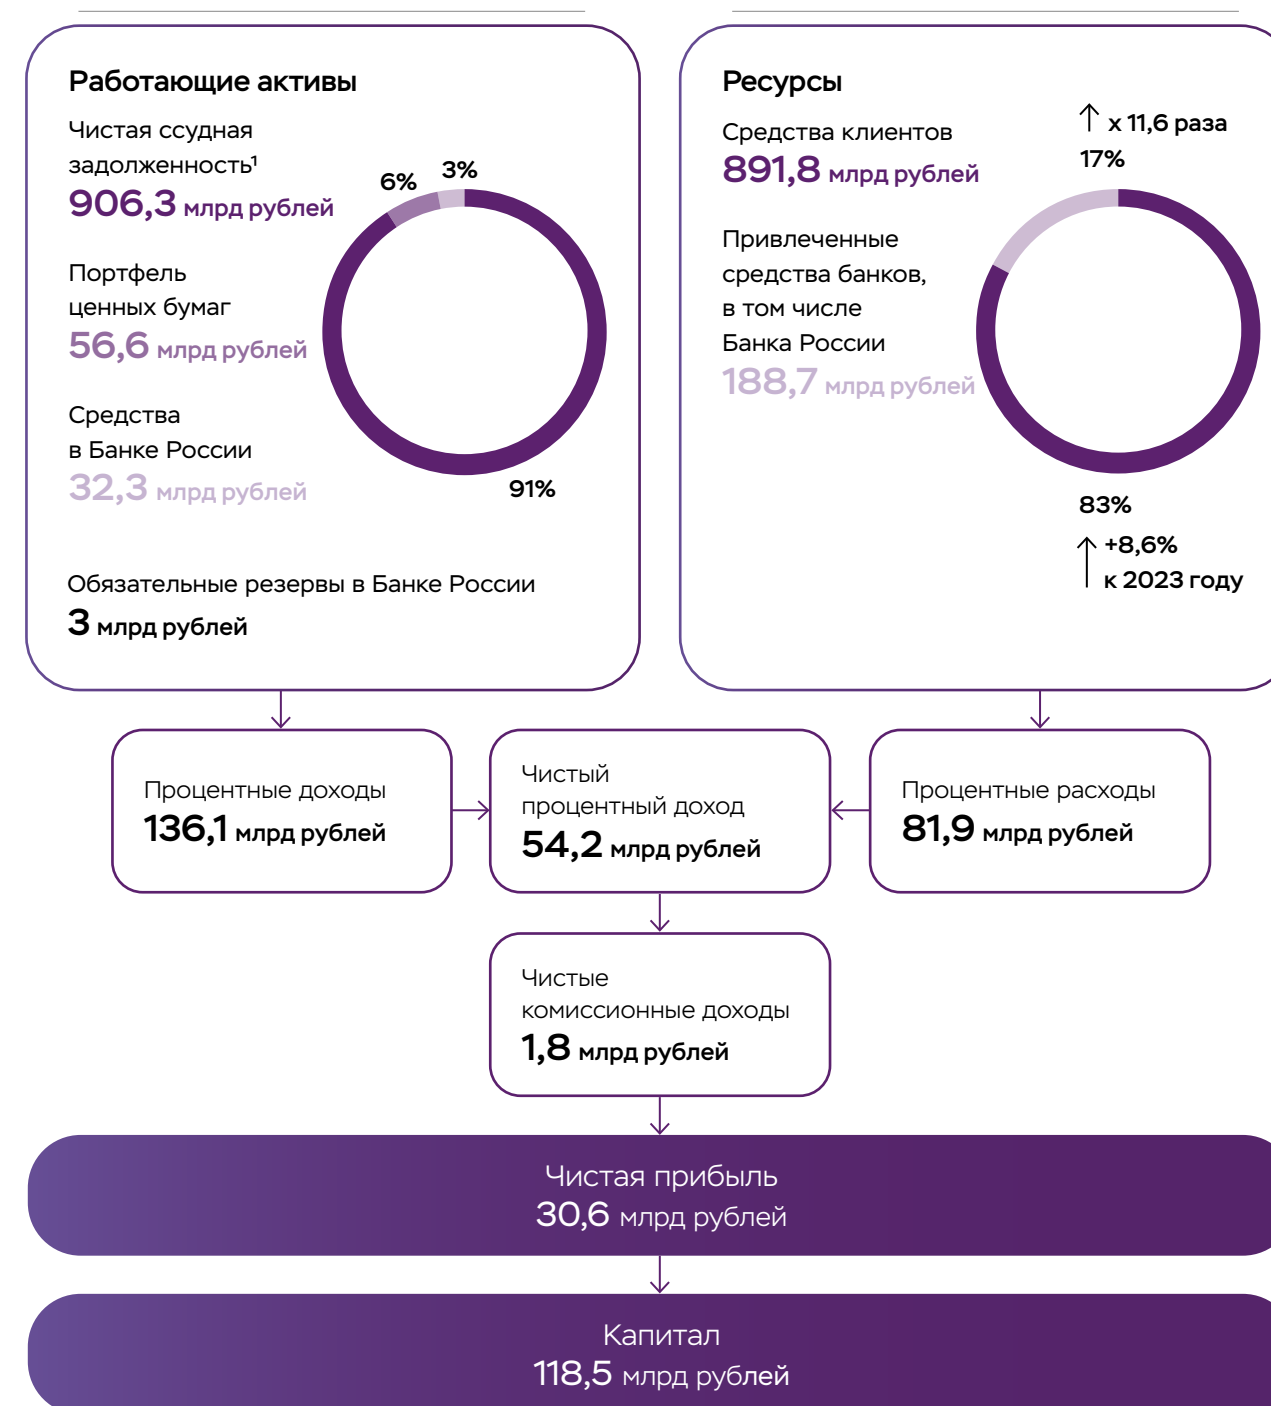 Работающие активы
Чистая ссудная
задолженность¹
906,3 млрд рублей
Портфель
ценных бумаг
56,6 млрд рублей
Средства
в Банке России
32,3 млрд рублей
6%
3%
91%
Обязательные резервы в Банке России
3 млрд рублей
Ресурсы
Средства клиентов
891,8 млрд рублей
Привлеченные
средства банков,
в том числе
Банка России
188,7 млрд рублей
х 11,6 раза
17%
83%
+8,6%
к 2023 году
Процентные доходы
136,1 млрд рублей
Чистый
процентный доход
54,2 млрд рублей
Процентные расходы
81,9 млрд рублей
Чистые
комиссионные доходы
1,8 млрд рублей
Чистая прибыль
30,6 млрд рублей
Капитал
118,5 млрд рублей